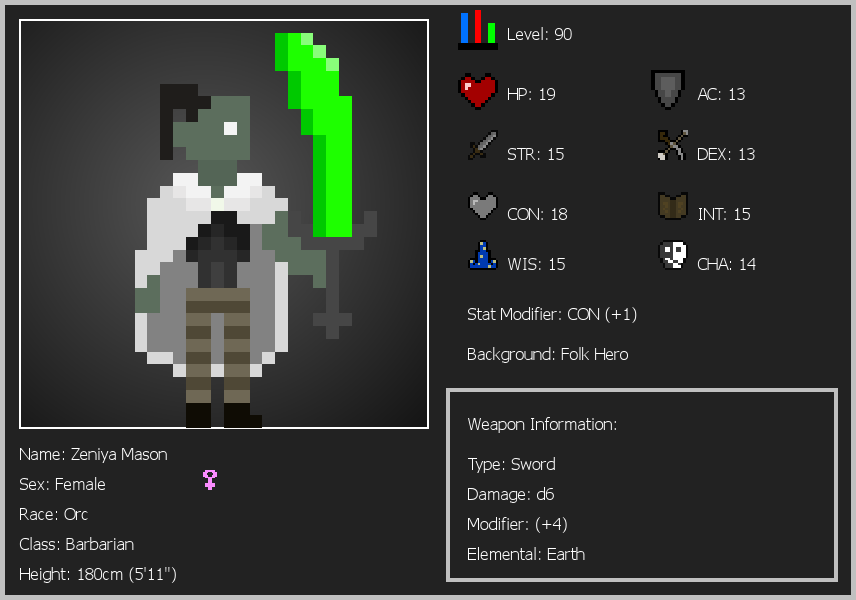 Level: 90
HP: 19
AC: 13
STR: 15
DEX: 13
CON: 18
INT: 15
WIS: 15
CHA: 14
Stat Modifier: CON (+1)
Background: Folk Hero
Weapon Information:
Type: Sword
Damage: d6
Modifier: (+4)
Elemental: Earth
Name: Zeniya Mason
Sex: Female
Race: Orc
Class: Barbarian
Height: 180cm (5'11")